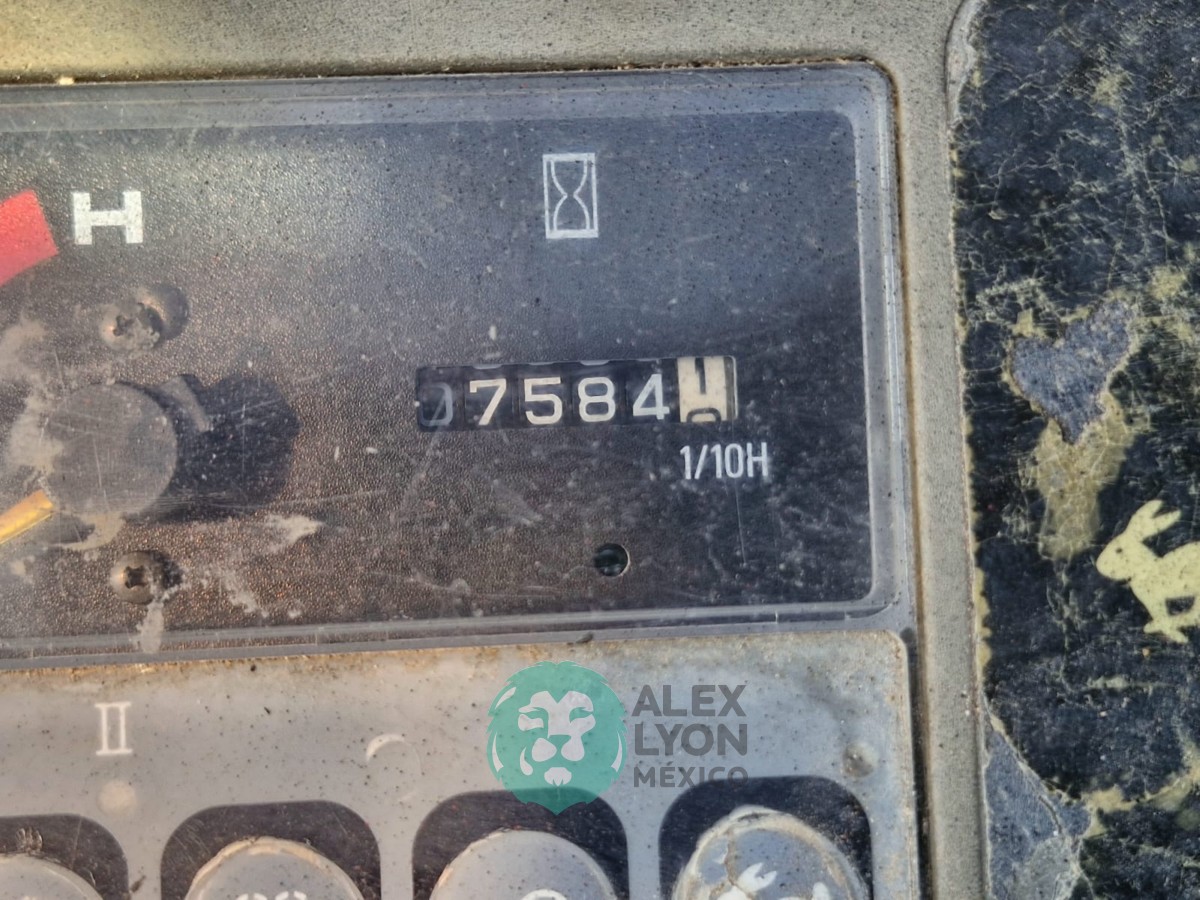 H
07584
1/10H
II
ALEX
LYON
MÉXICO